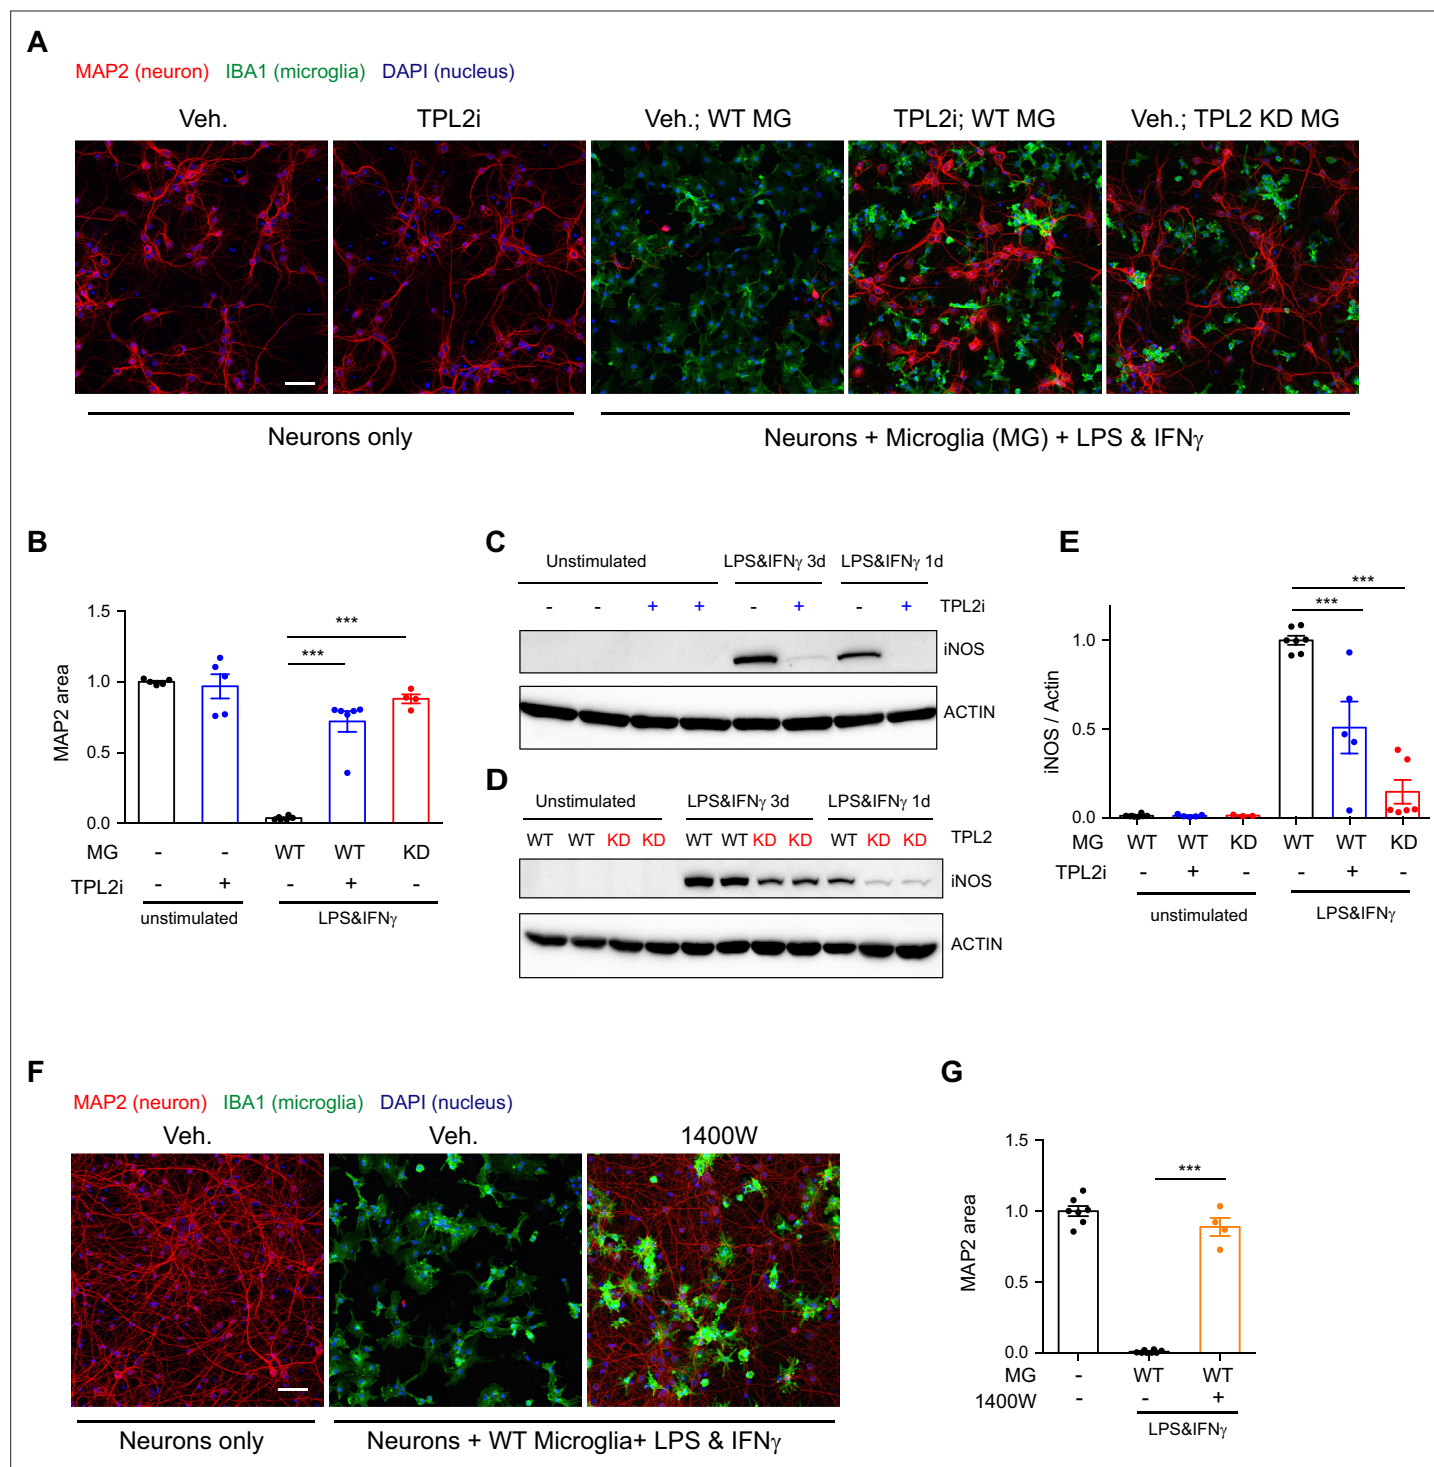 A
MAP2 (neuron) IBA1 (microglia) DAPI (nucleus)
Veh. TPL2i Veh.; WT MG TPL2i; WT MG Veh.; TPL2 KD MG
Neurons only Neurons + Microglia (MG) + LPS & IFNγ
B
1.5
1.0
0.5
0.0
MAP2 area
*** ***
MG - - WT WT KD
TPL2i - + - + -
unstimulated LPS&IFNγ
C
Unstimulated LPS&IFNγ 3d LPS&IFNγ 1d
- - + + - + - + TPL2i
iNOS
ACTIN
D
Unstimulated LPS&IFNγ 3d LPS&IFNγ 1d
WT WT KD KD WT WT KD KD WT KD KD TPL2
iNOS
ACTIN
E
1.0
0.5
0.0
iNOS / Actin
*** ***
MG WT WT KD WT WT KD
TPL2i - + - - + -
unstimulated LPS&IFNγ
F
MAP2 (neuron) IBA1 (microglia) DAPI (nucleus)
Veh. Veh. 1400W
Neurons only Neurons + WT Microglia+ LPS & IFNγ
G
1.5
1.0
0.5
0.0
MAP2 area
***
MG - WT WT
1400W - - +
LPS&IFNγ